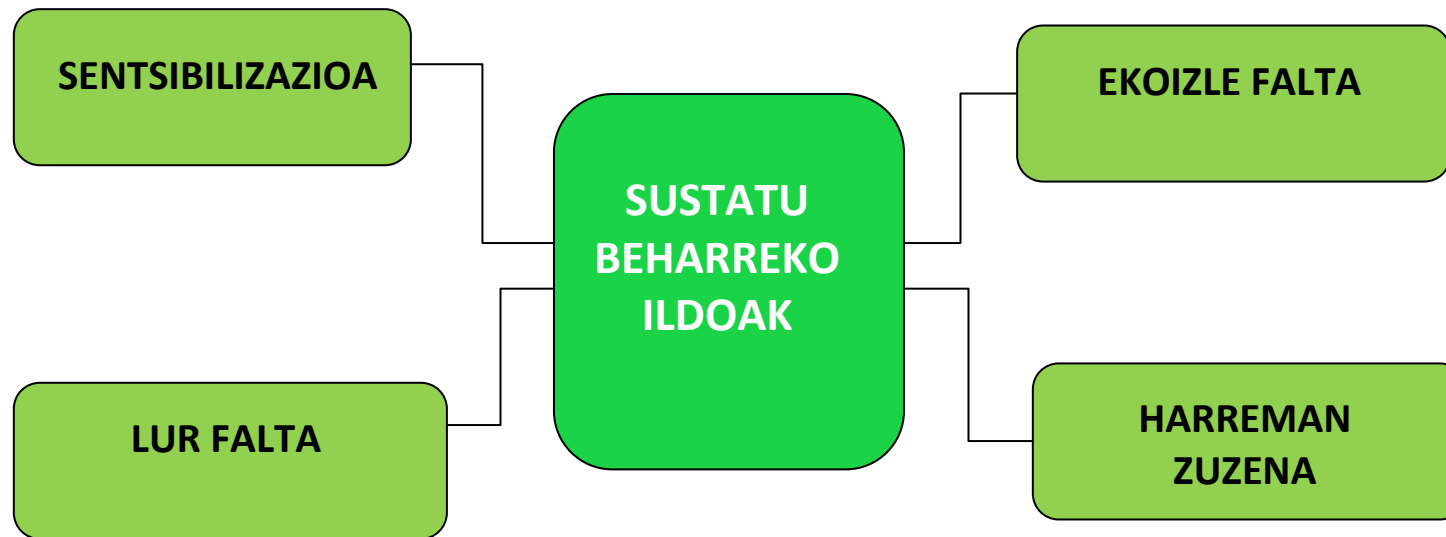 SENTSIBILIZAZIOA
EKOIZLE FALTA
SUSTATU
BEHARREKO
ILDOAK
LUR FALTA
HARREMAN
ZUZENA